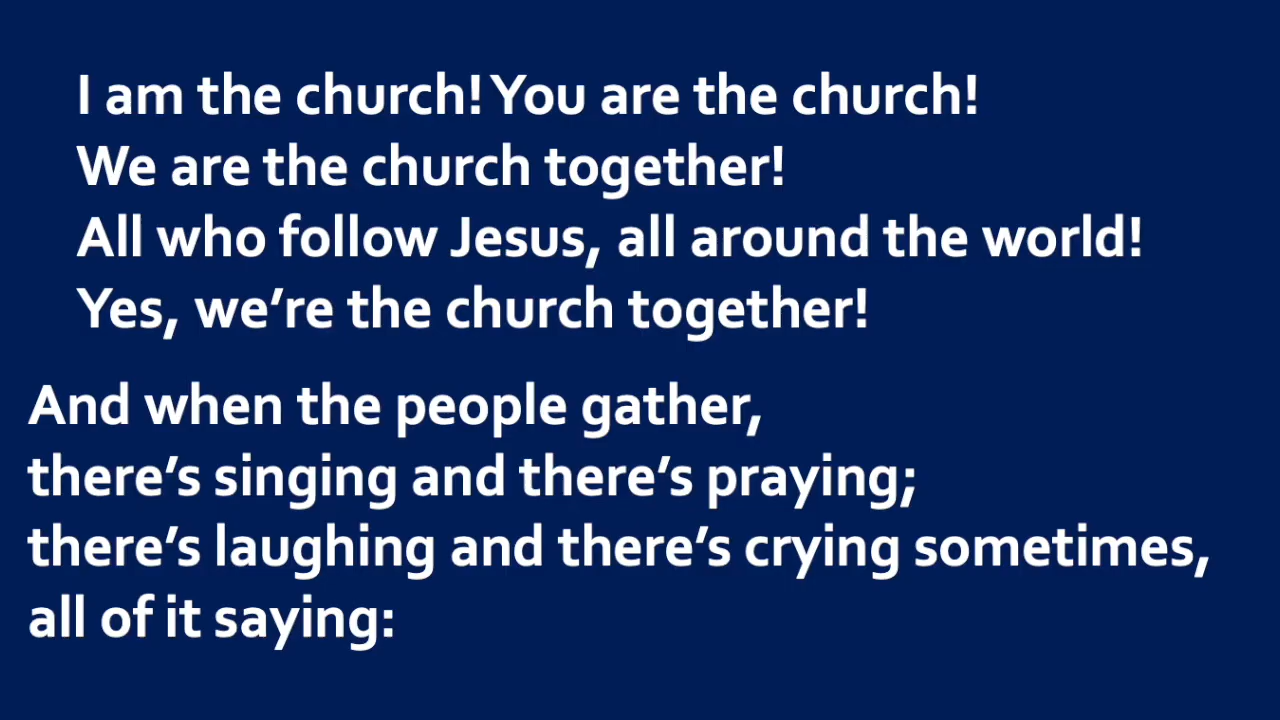 I am the church! You are the church!
We are the church together!
All who follow Jesus, all around the world!
Yes, we’re the church together!
And when the people gather,
there’s singing and there’s praying;
there’s laughing and there’s crying sometimes,
all of it saying: